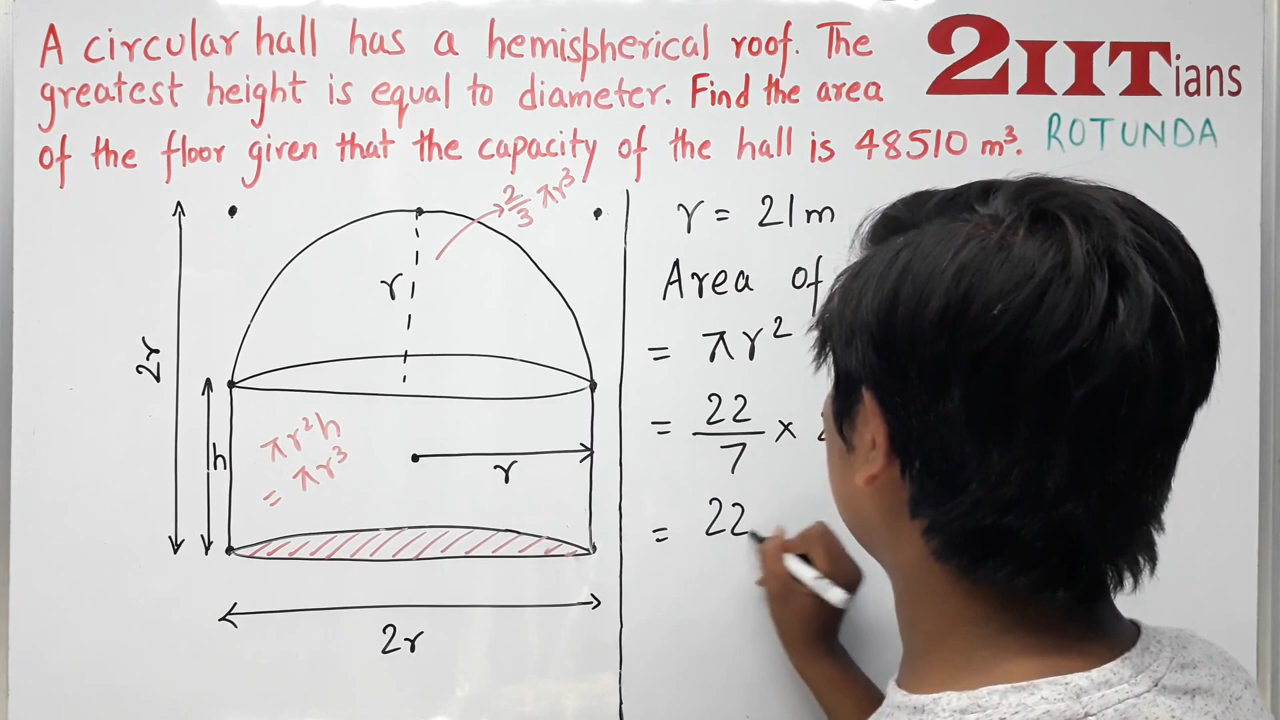 A circular hall has a hemispherical roof. The
greatest height is equal to diameter. Find the area
of the floor given that the capacity of the hall is 48510 m³.
2IITians
ROTUNDA
2/3 πr³
r
2r
h
πr²h
= πr³
r
2r
r = 21m
Area of
= πr²
= 22/7 ×
= 22